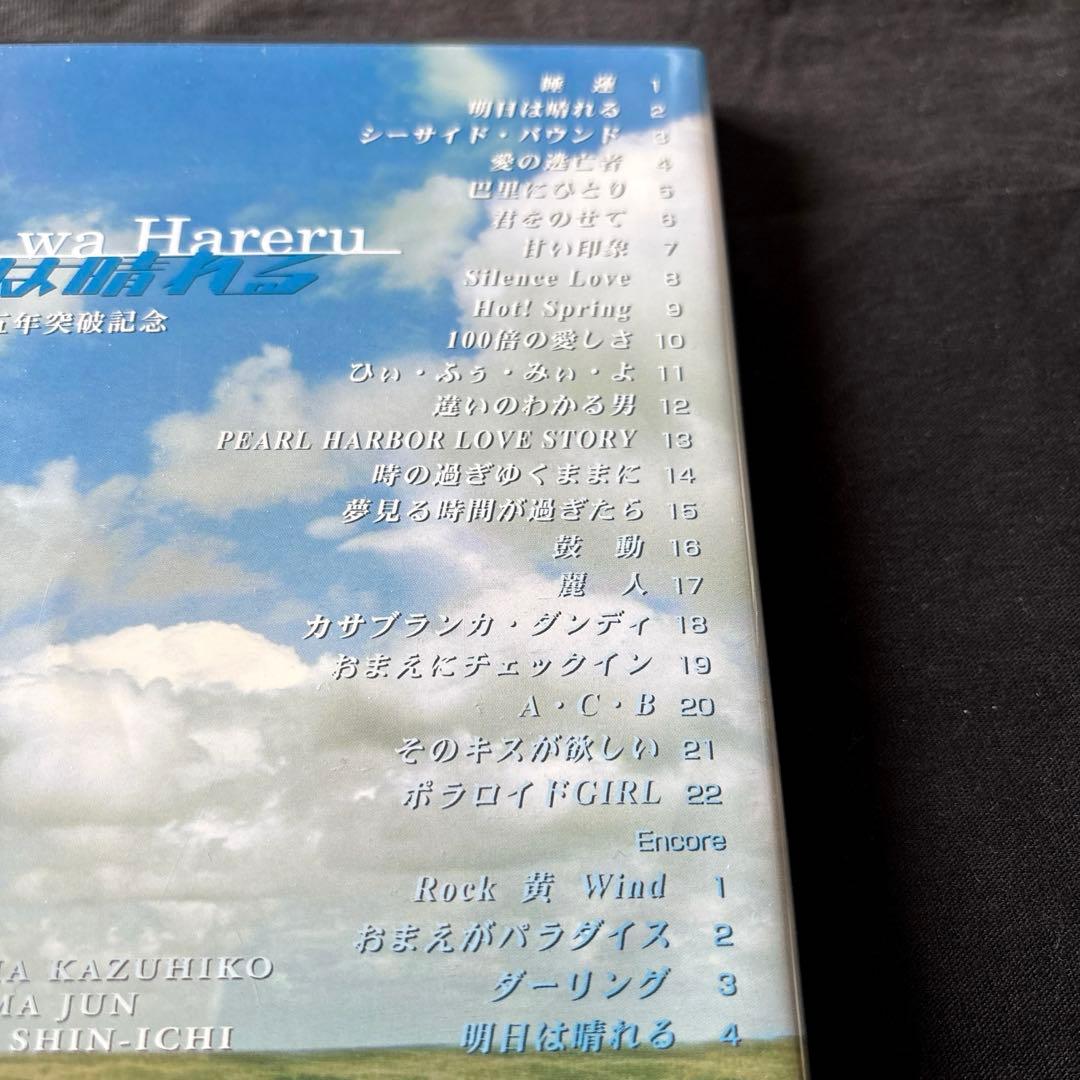 wa Hareru
は晴れる
五年突破記念
睡蓮 1
明日は晴れる 2
シーサイド・バウンド 3
愛の逃亡者 4
巴里にひとり 5
君をのせて 6
甘い印象 7
Silence Love 8
Hot! Spring 9
100倍の愛しさ 10
ひぃ・ふぅ・みぃ・よ 11
違いのわかる男 12
PEARL HARBOR LOVE STORY 13
時の過ぎゆくままに 14
夢見る時間が過ぎたら 15
鼓動 16
麗人 17
カサブランカ・ダンディ 18
おまえにチェックイン 19
A・C・B 20
そのキスが欲しい 21
ポラロイドGIRL 22
Encore
Rock 黄 Wind 1
おまえがパラダイス 2
ダーリング 3
明日は晴れる 4
MA KAZUHIKO
MA JUN
SHIN-ICHI